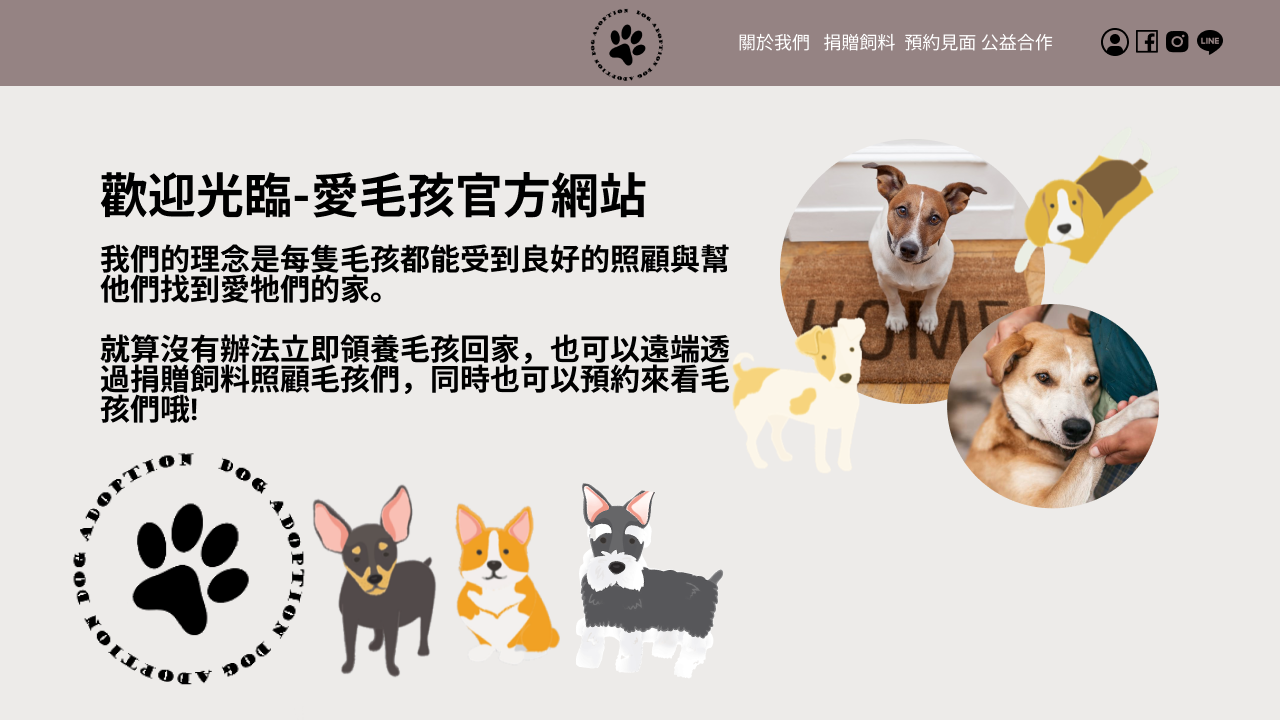 DOG ADOPTION DOG ADOPTION DOG ADOPTION
關於我們 捐贈飼料 預約見面 公益合作
LINE
歡迎光臨-愛毛孩官方網站
我們的理念是每隻毛孩都能受到良好的照顧與幫
他們找到愛牠們的家。
就算沒有辦法立即領養毛孩回家，也可以遠端透
過捐贈飼料照顧毛孩們，同時也可以預約來看毛
孩們哦!
HOME
DOG ADOPTION DOG ADOPTION DOG ADOPTION